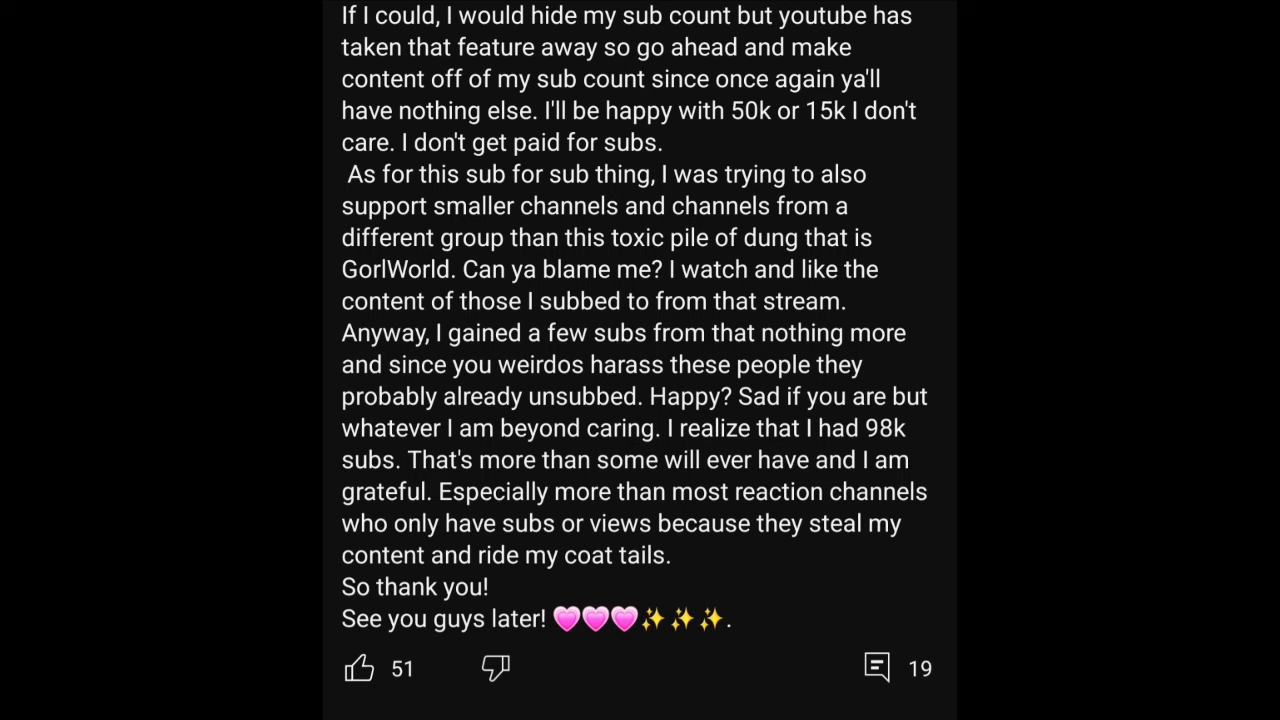 If I could, I would hide my sub count but youtube has
taken that feature away so go ahead and make
content off of my sub count since once again ya'll
have nothing else. I'll be happy with 50k or 15k I don't
care. I don't get paid for subs.
As for this sub for sub thing, I was trying to also
support smaller channels and channels from a
different group than this toxic pile of dung that is
GorlWorld. Can ya blame me? I watch and like the
content of those I subbed to from that stream.
Anyway, I gained a few subs from that nothing more
and since you weirdos harass these people they
probably already unsubbed. Happy? Sad if you are but
whatever I am beyond caring. I realize that I had 98k
subs. That's more than some will ever have and I am
grateful. Especially more than most reaction channels
who only have subs or views because they steal my
content and ride my coat tails.
So thank you!
See you guys later! 💗💗💗✨✨✨.
51 19